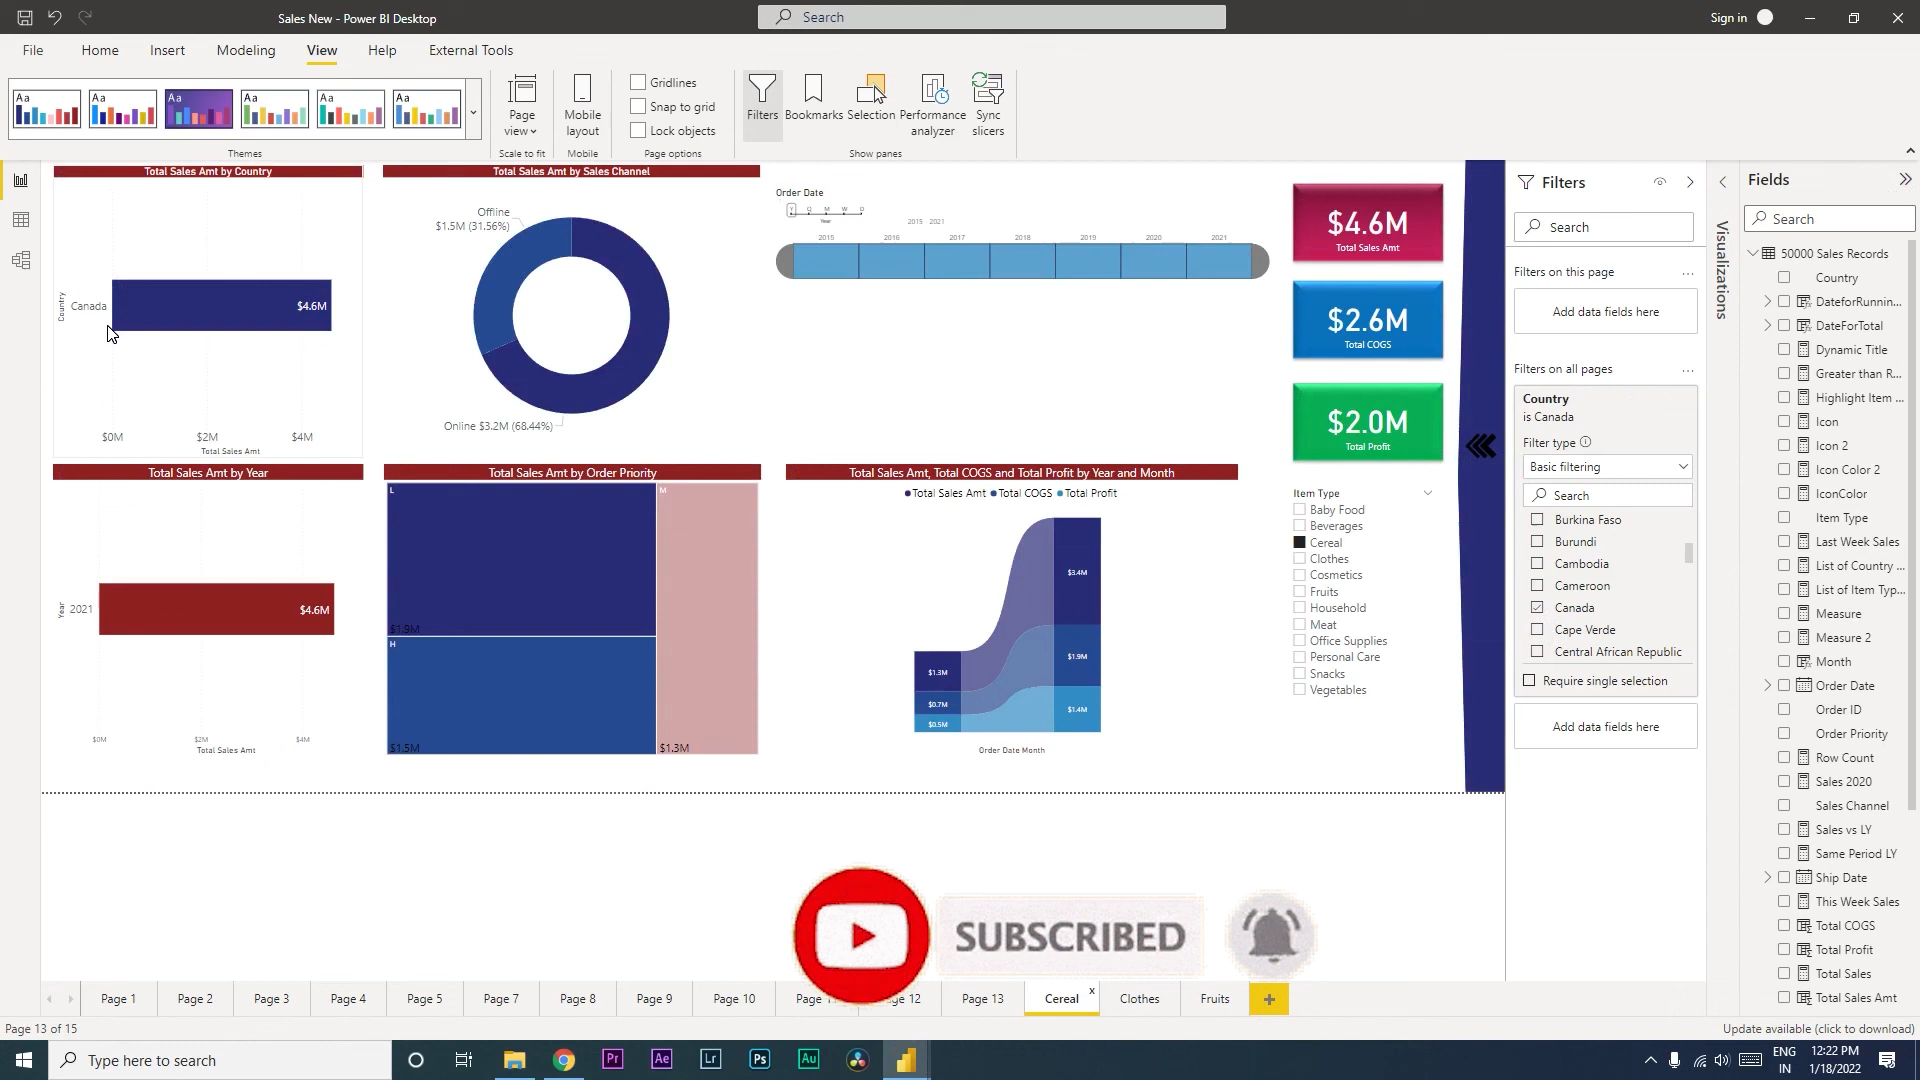 Sales New - Power BI Desktop
Search
Sign in
File Home Insert Modeling View Help External Tools
Aa Aa Aa Aa Aa Aa
Page view
Mobile layout
Gridlines
Snap to grid
Lock objects
Filters
Bookmarks
Selection
Performance analyzer
Sync slicers
Themes
Scale to fit
Mobile
Page options
Show panes
Total Sales Amt by Country
Country
Canada
$4.6M
$0M $2M $4M
Total Sales Amt
Total Sales Amt by Sales Channel
Offline
$1.5M (31.56%)
Online $3.2M (68.44%)
Order Date
Y Q M W D
Year
2015 2021
2015 2016 2017 2018 2019 2020 2021
$4.6M
Total Sales Amt
$2.6M
Total COGS
$2.0M
Total Profit
Total Sales Amt by Year
Year
2021
$4.6M
$0M $2M $4M
Total Sales Amt
Total Sales Amt by Order Priority
L
$1.9M
H
$1.5M
M
$1.3M
Total Sales Amt, Total COGS and Total Profit by Year and Month
Total Sales Amt Total COGS Total Profit
$1.3M
$0.7M
$0.5M
$3.4M
$1.9M
$1.4M
Order Date Month
Item Type
Baby Food
Beverages
Cereal
Clothes
Cosmetics
Fruits
Household
Meat
Office Supplies
Personal Care
Snacks
Vegetables
Filters
Search
Filters on this page
...
Add data fields here
Filters on all pages
...
Country
is Canada
Filter type
Basic filtering
Search
Burkina Faso
Burundi
Cambodia
Cameroon
Canada
Cape Verde
Central African Republic
Require single selection
Add data fields here
Visualizations
Fields
Search
50000 Sales Records
Country
DateforRunnin...
DateForTotal
Dynamic Title
Greater than R...
Highlight Item ...
Icon
Icon 2
Icon Color 2
IconColor
Item Type
Last Week Sales
List of Country ...
List of Item Typ...
Measure
Measure 2
Month
Order Date
Order ID
Order Priority
Row Count
Sales 2020
Sales Channel
Sales vs LY
Same Period LY
Ship Date
This Week Sales
Total COGS
Total Profit
Total Sales
Total Sales Amt
SUBSCRIBED
Page 1 Page 2 Page 3 Page 4 Page 5 Page 7 Page 8 Page 9 Page 10 Page 12 Page 13 Cereal x Clothes Fruits +
Page 13 of 15
Update available (click to download)
Type here to search
Pr Ae Lr Ps Au
ENG
IN
12:22 PM
1/18/2022